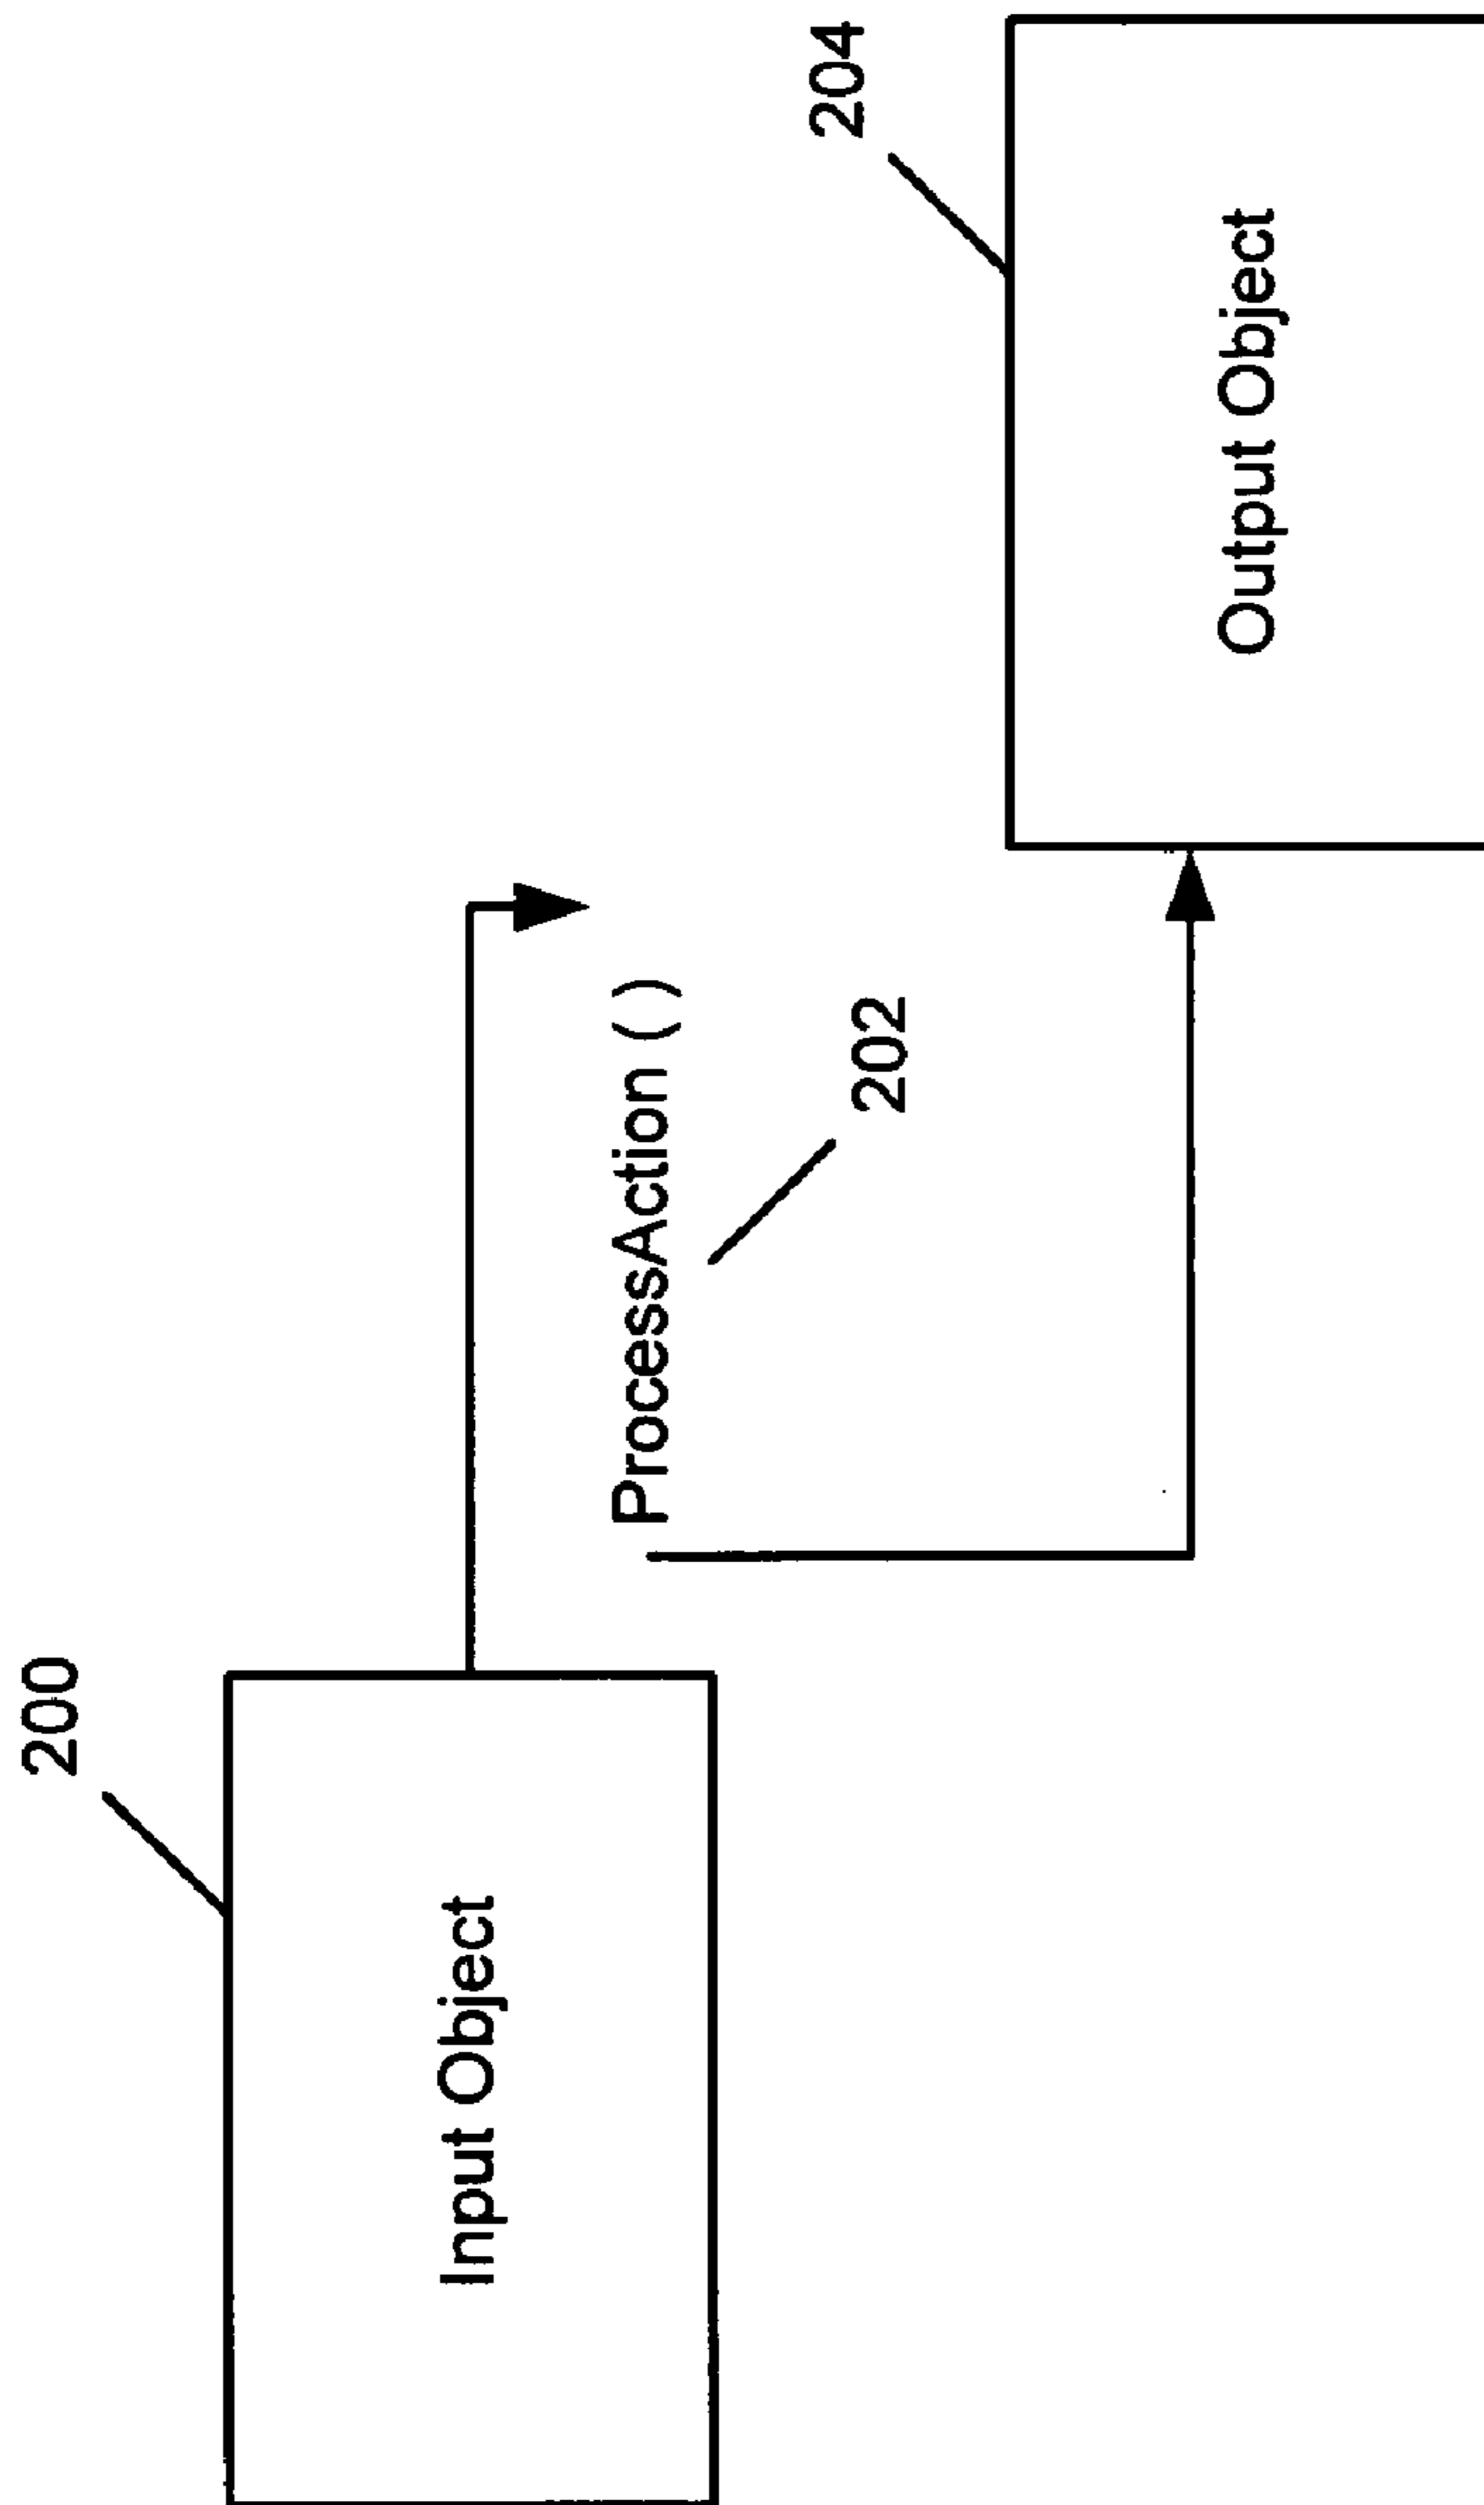 200
Input Object
ProcessAction ( )
202
204
Output Object